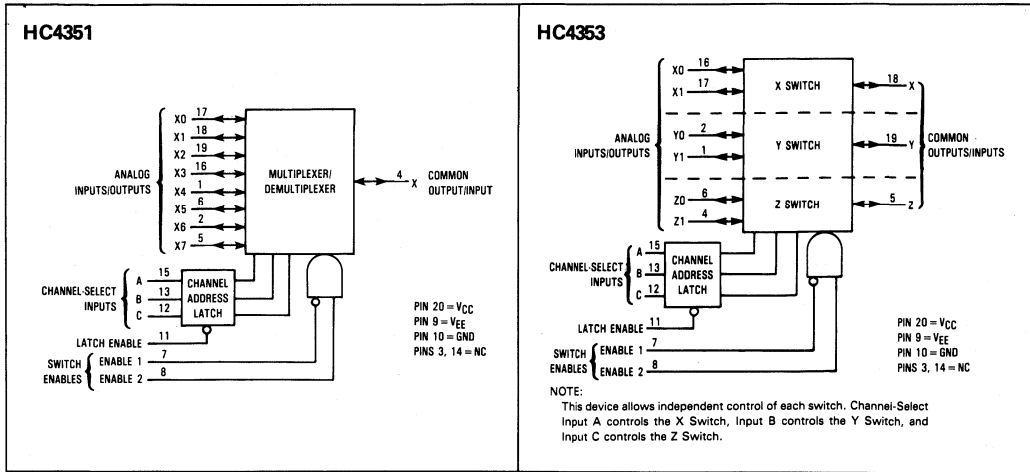 HC4351
X0 17
X1 18
X2 19
X3 16
X4 1
X5 6
X6 2
X7 5
ANALOG
INPUTS/OUTPUTS
MULTIPLEXER/
DEMULTIPLEXER
4 X
COMMON
OUTPUT/INPUT
CHANNEL-SELECT
INPUTS
A 15
B 13
C 12
CHANNEL
ADDRESS
LATCH
LATCH ENABLE 11
SWITCH
ENABLES
ENABLE 1 7
ENABLE 2 8
PIN 20 = VCC
PIN 9 = VEE
PIN 10 = GND
PINS 3, 14 = NC
HC4353
X0 16
X1 17
Y0 2
Y1 1
Z0 6
Z1 4
ANALOG
INPUTS/OUTPUTS
X SWITCH
Y SWITCH
Z SWITCH
18 X
19 Y
5 Z
COMMON
OUTPUTS/INPUTS
CHANNEL-SELECT
INPUTS
A 15
B 13
C 12
CHANNEL
ADDRESS
LATCH
LATCH ENABLE 11
SWITCH
ENABLES
ENABLE 1 7
ENABLE 2 8
PIN 20 = VCC
PIN 9 = VEE
PIN 10 = GND
PINS 3, 14 = NC
NOTE:
This device allows independent control of each switch. Channel-Select
Input A controls the X Switch, Input B controls the Y Switch, and
Input C controls the Z Switch.